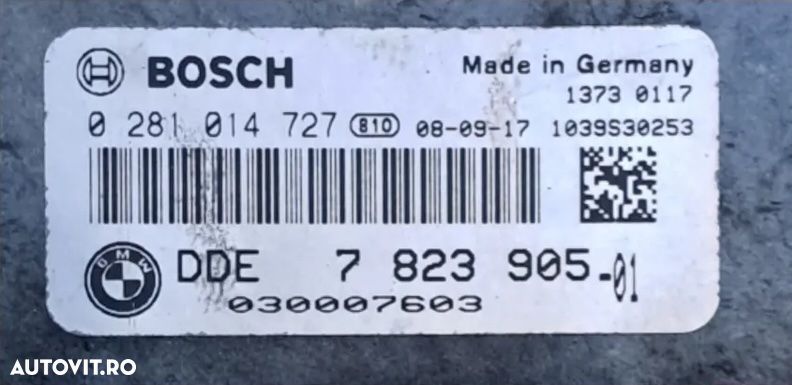 BOSCH Made in Germany
1373 0117
0 281 014 727 810 08-09-17 1039S30253
BMW DDE 7 823 905-01
030007603
AUTOVIT.RO